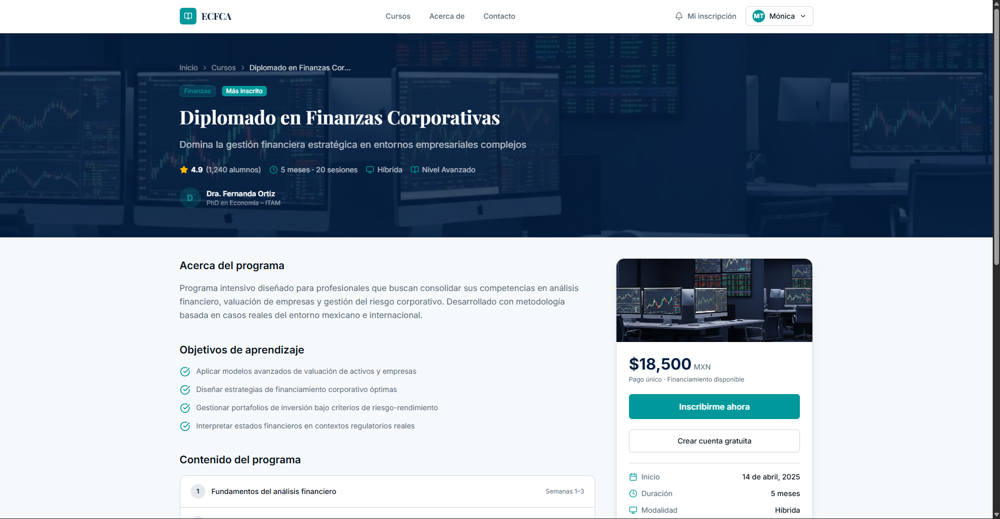 ECFCA
Cursos
Acerca de
Contacto
Mi inscripción
MT
Mónica
Inicio > Cursos > Diplomado en Finanzas Cor...
Finanzas
Más inscrito
Diplomado en Finanzas Corporativas
Domina la gestión financiera estratégica en entornos empresariales complejos
4.9 (1,240 alumnos)
5 meses · 20 sesiones
Híbrida
Nivel Avanzado
D
Dra. Fernanda Ortiz
PhD en Economía – ITAM
Acerca del programa
Programa intensivo diseñado para profesionales que buscan consolidar sus competencias en análisis
financiero, valuación de empresas y gestión del riesgo corporativo. Desarrollado con metodología
basada en casos reales del entorno mexicano e internacional.
Objetivos de aprendizaje
Aplicar modelos avanzados de valuación de activos y empresas
Diseñar estrategias de financiamiento corporativo óptimas
Gestionar portafolios de inversión bajo criterios de riesgo-rendimiento
Interpretar estados financieros en contextos regulatorios reales
Contenido del programa
1
Fundamentos del análisis financiero
Semanas 1–3
$18,500 MXN
Pago único · Financiamiento disponible
Inscribirme ahora
Crear cuenta gratuita
Inicio
14 de abril, 2025
Duración
5 meses
Modalidad
Híbrida